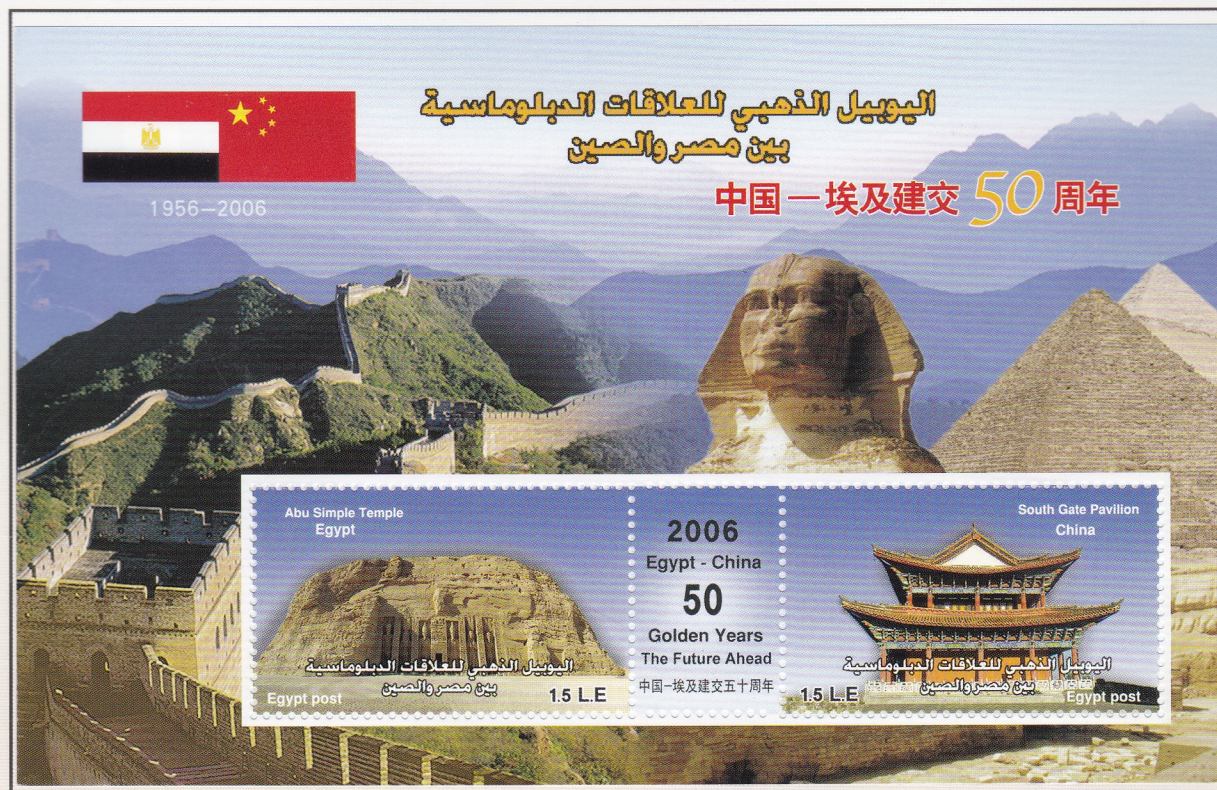 اليوبيل الذهبي للعلاقات الدبلوماسية
بين مصر والصين
中国－埃及建交50周年
1956–2006
Abu Simple Temple
Egypt
اليوبيل الذهبي للعلاقات الدبلوماسية
بين مصر والصين
Egypt post
1.5 L.E
2006
Egypt - China
50
Golden Years
The Future Ahead
中国－埃及建交五十周年
South Gate Pavilion
China
اليوبيل الذهبي للعلاقات الدبلوماسية
بين مصر والصين
1.5 L.E
Egypt post